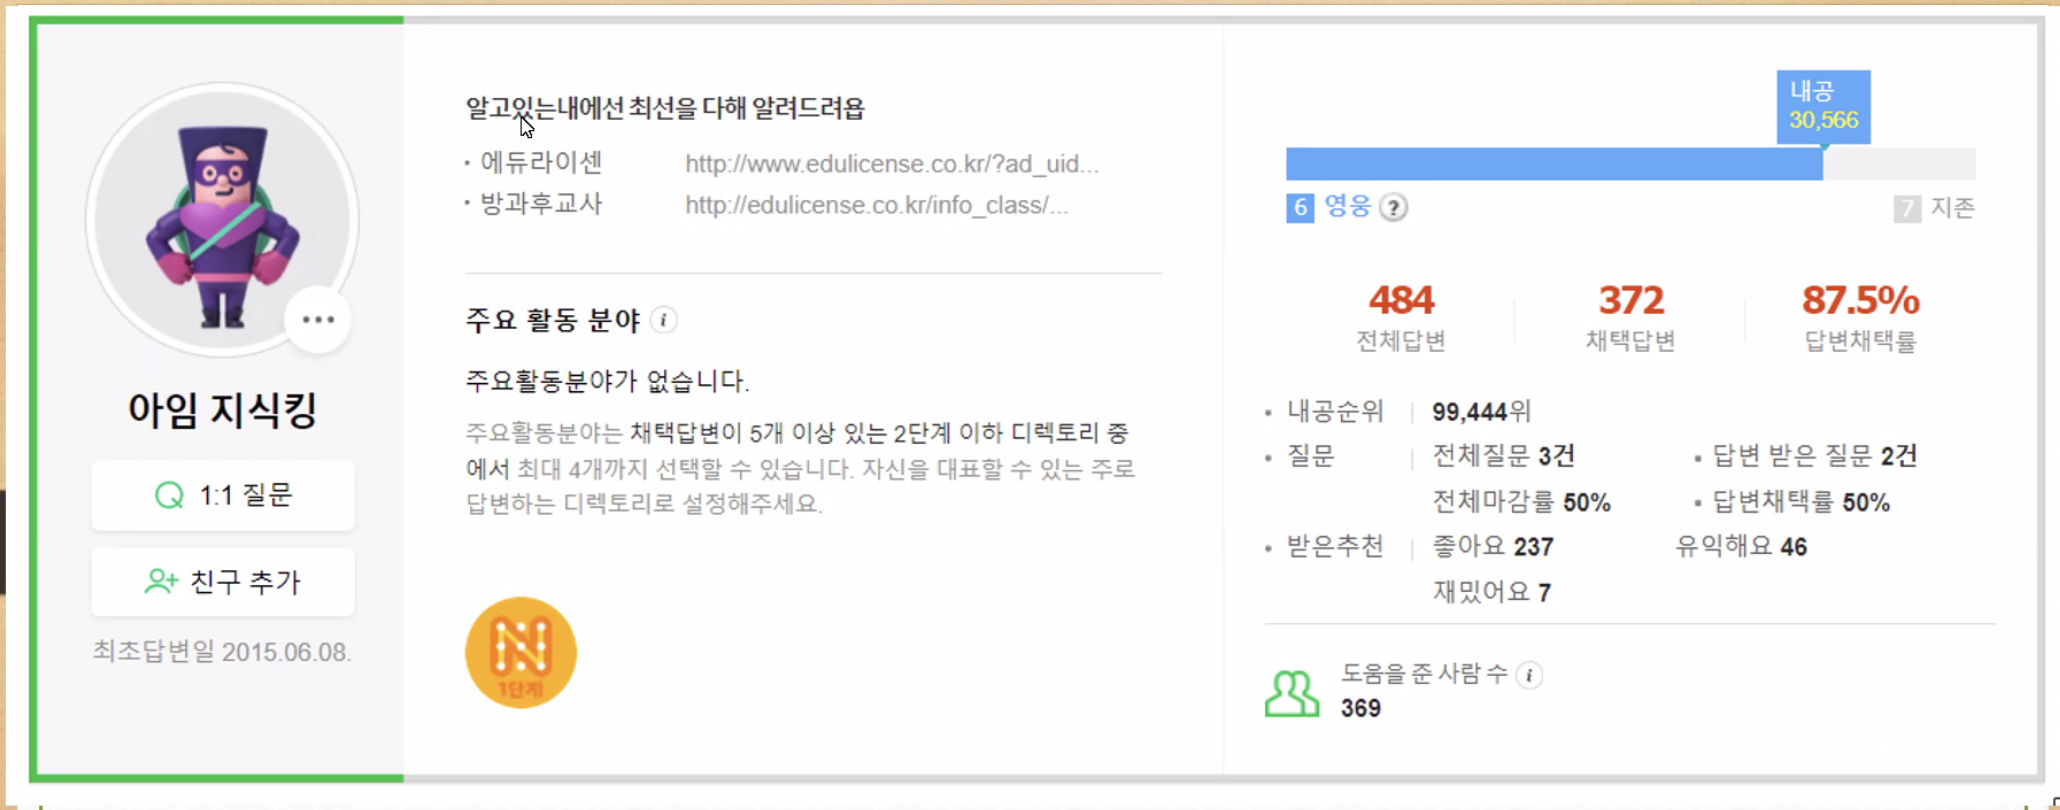 알고있는내에선 최선을 다해 알려드려욥
· 에듀라이센 http://www.edulicense.co.kr/?ad_uid...
· 방과후교사 http://edulicense.co.kr/info_class/...
주요 활동 분야 i
주요활동분야가 없습니다.
주요활동분야는 채택답변이 5개 이상 있는 2단계 이하 디렉토리 중
에서 최대 4개까지 선택할 수 있습니다. 자신을 대표할 수 있는 주로
답변하는 디렉토리로 설정해주세요.
N
1단계
아임 지식킹
1:1 질문
친구 추가
최초답변일 2015.06.08.
내공
30,566
6 영웅 ? 7 지존
484 372 87.5%
전체답변 채택답변 답변채택률
• 내공순위 99,444위
• 질문 전체질문 3건 • 답변 받은 질문 2건
전체마감률 50% • 답변채택률 50%
• 받은추천 좋아요 237 유익해요 46
재밌어요 7
도움을 준 사람 수 i
369